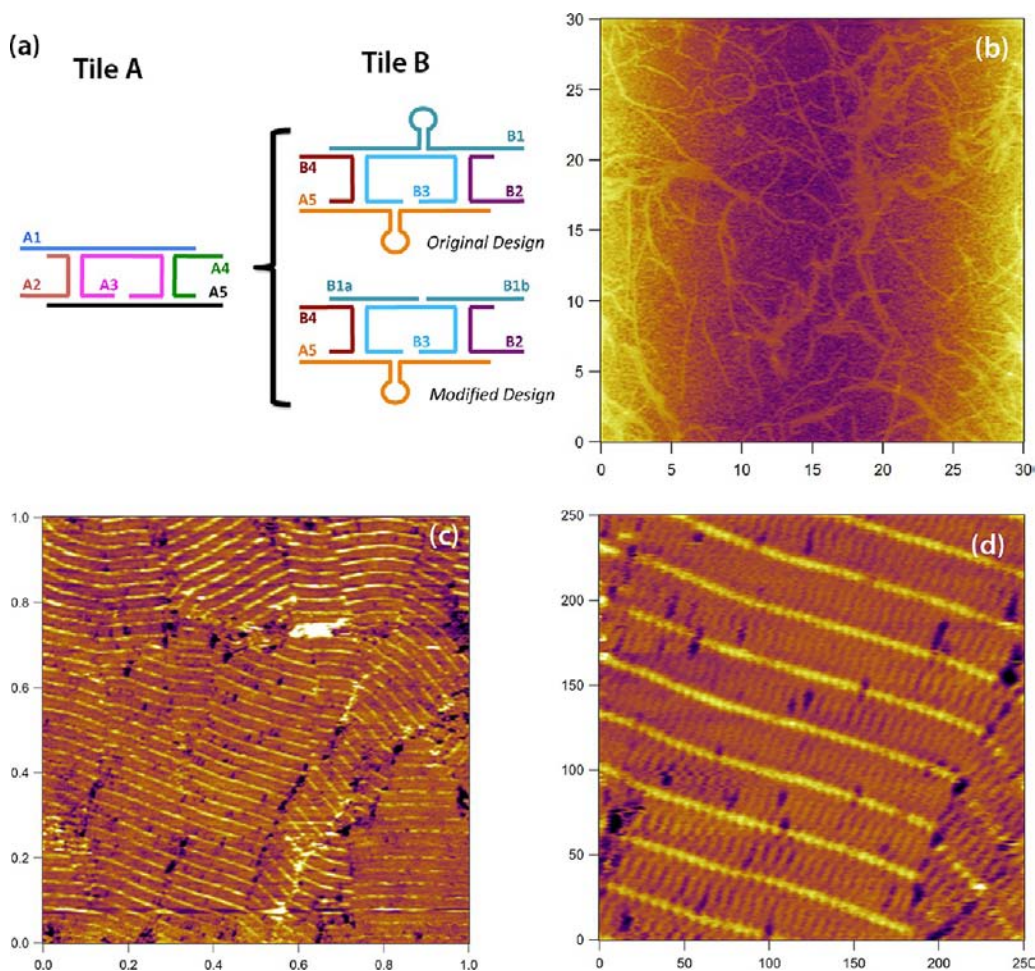 (a)
Tile A
Tile B
B1
B4
B3
B2
A5
Original Design
A1
A2
A3
A4
A5
B1a
B1b
B4
B3
B2
A5
Modified Design
(b)
30
25
20
15
10
5
0
0 5 10 15 20 25 30
(c)
1.0
0.8
0.6
0.4
0.2
0.0
0.0 0.2 0.4 0.6 0.8 1.0
(d)
250
200
150
100
50
0
0 50 100 150 200 250